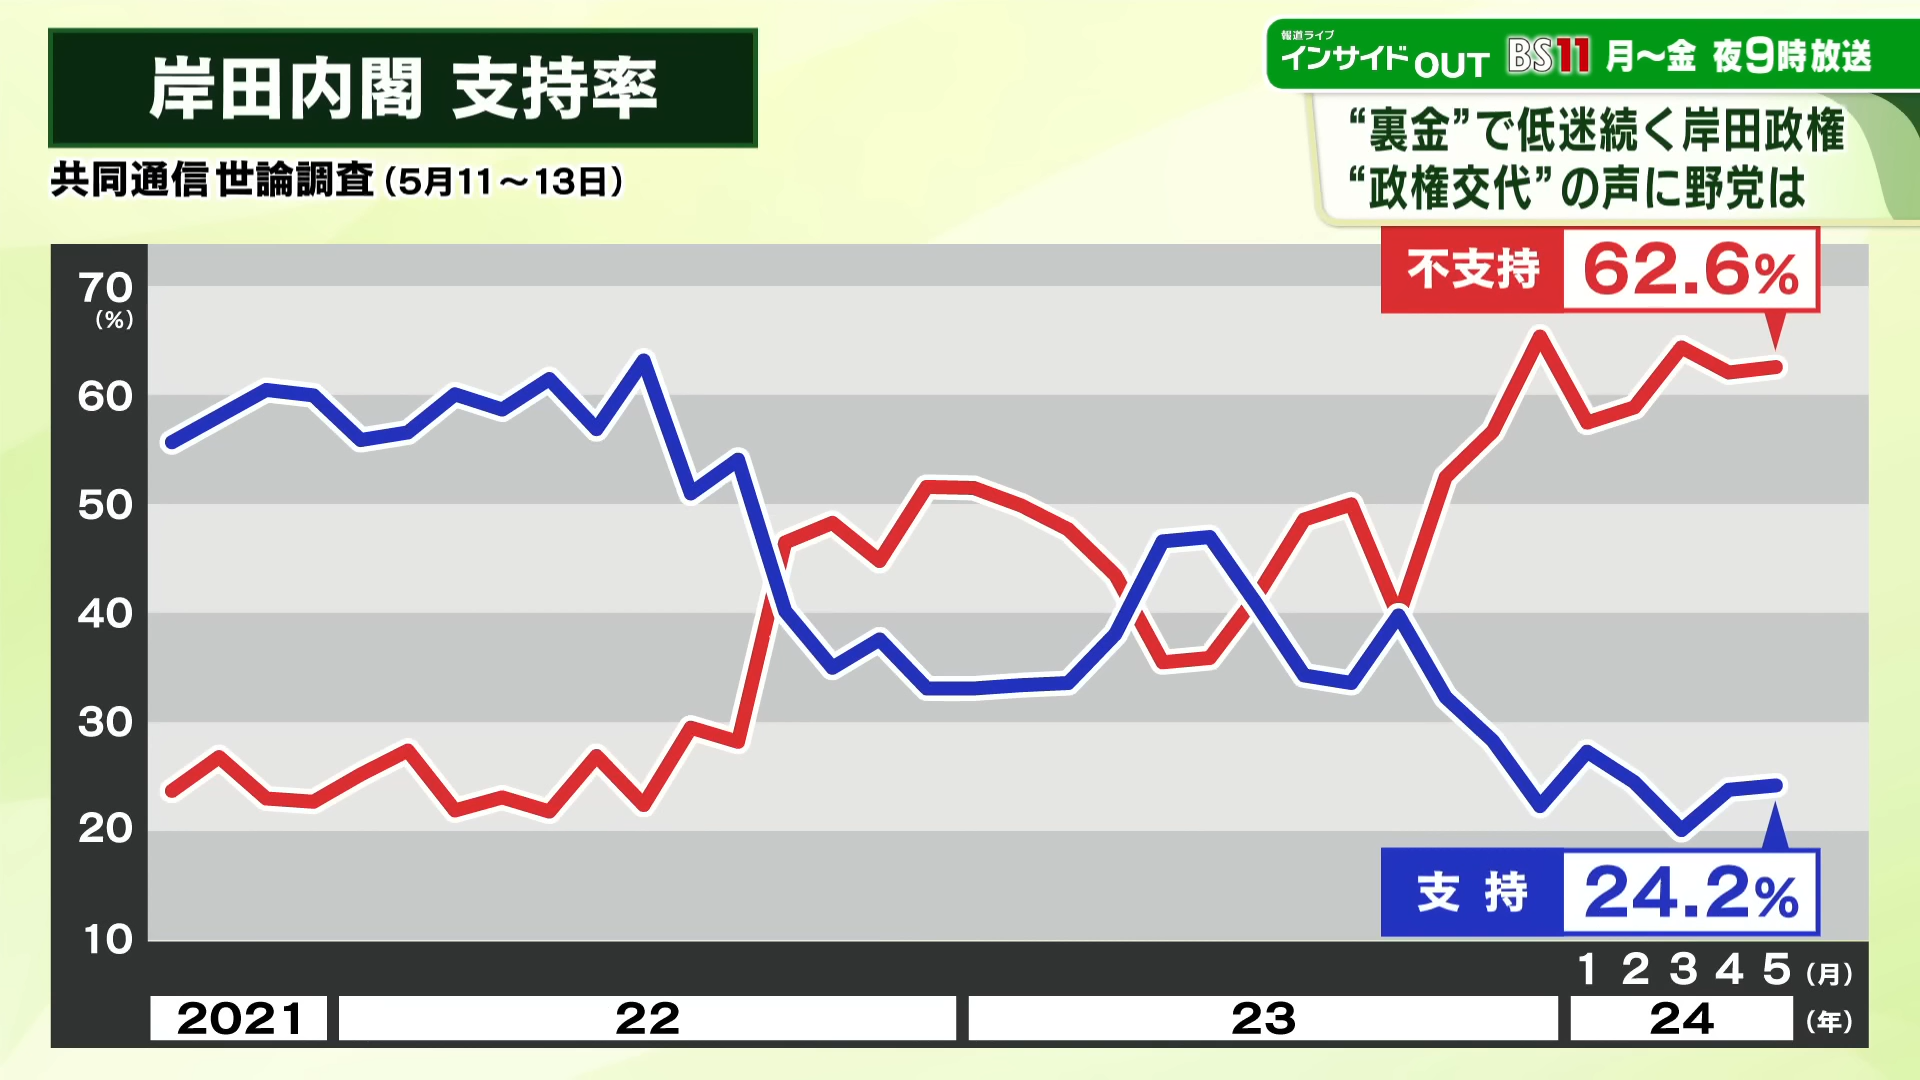 岸田内閣 支持率
共同通信 世論調査（5月11～13日）
報道ライブ
インサイドOUT BS11 月～金 夜9時放送
“裏金”で低迷続く岸田政権
“政権交代”の声に野党は
不支持 62.6%
70
(%)
60
50
40
30
20
10
支持 24.2%
1 2 3 4 5 (月)
2021 22 23 24 (年)